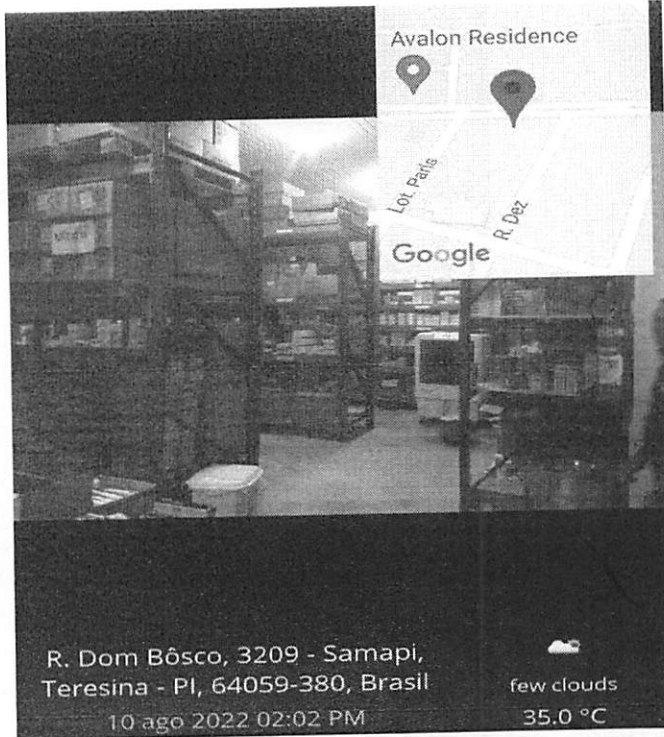 Avalon Residence
Lot. Paris
R. Dez
Google
R. Dom Bôsco, 3209 - Samapi,
Teresina - PI, 64059-380, Brasil
10 ago 2022 02:02 PM
few clouds
35.0 °C